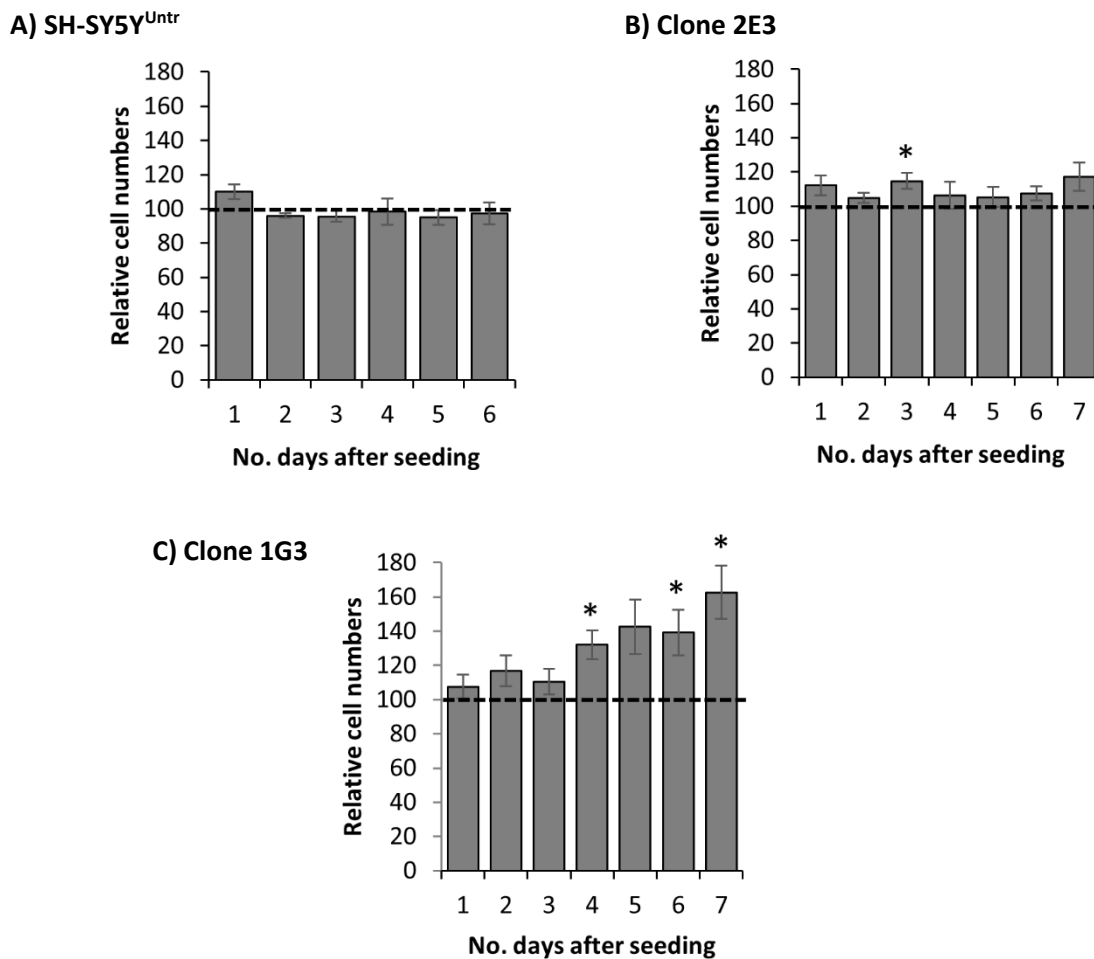 A) SH-SY5Y^Untr
180
160
140
120
100
80
60
40
20
0
Relative cell numbers
1 2 3 4 5 6
No. days after seeding
B) Clone 2E3
180
160
140
120
100
80
60
40
20
0
Relative cell numbers
*
1 2 3 4 5 6 7
No. days after seeding
C) Clone 1G3
180
160
140
120
100
80
60
40
20
0
Relative cell numbers
* * *
1 2 3 4 5 6 7
No. days after seeding